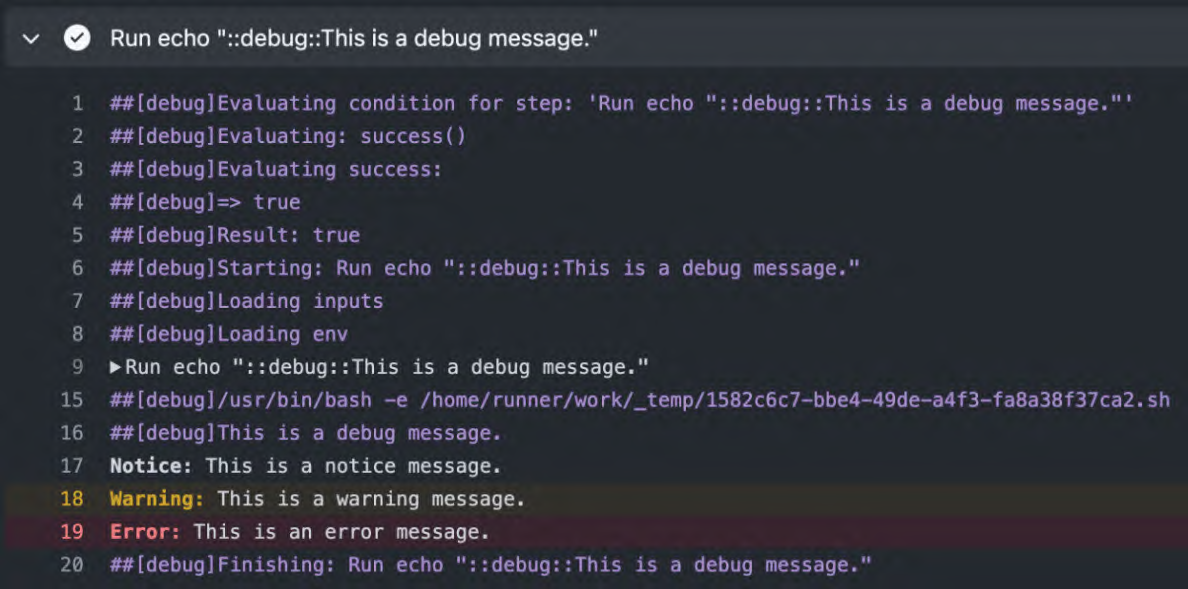 Run echo "::debug::This is a debug message."
1 ##[debug]Evaluating condition for step: 'Run echo "::debug::This is a debug message."'
2 ##[debug]Evaluating: success()
3 ##[debug]Evaluating success:
4 ##[debug]=> true
5 ##[debug]Result: true
6 ##[debug]Starting: Run echo "::debug::This is a debug message."
7 ##[debug]Loading inputs
8 ##[debug]Loading env
9 ▶Run echo "::debug::This is a debug message."
15 ##[debug]/usr/bin/bash -e /home/runner/work/_temp/1582c6c7-bbe4-49de-a4f3-fa8a38f37ca2.sh
16 ##[debug]This is a debug message.
17 Notice: This is a notice message.
18 Warning: This is a warning message.
19 Error: This is an error message.
20 ##[debug]Finishing: Run echo "::debug::This is a debug message."